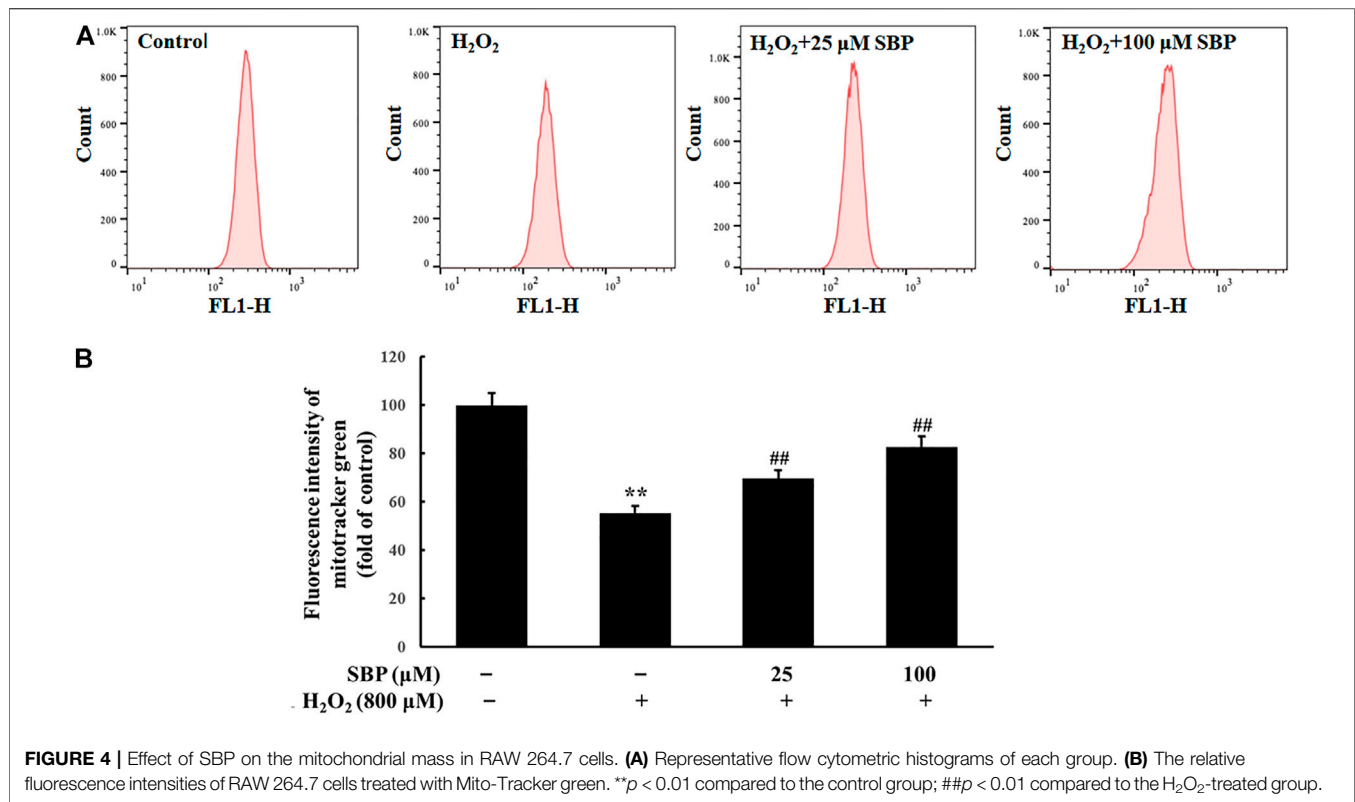 A
Control
H₂O₂
H₂O₂+25 μM SBP
H₂O₂+100 μM SBP
1.0K
800
600
400
200
0
Count
10¹ 10² 10³
FL1-H
1.0K
800
600
400
200
0
Count
10¹ 10² 10³
FL1-H
1.0K
800
600
400
200
0
Count
10¹ 10² 10³
FL1-H
1.0K
800
600
400
200
0
Count
10¹ 10² 10³
FL1-H
B
Fluorescence intensity of
mitotracker green
(fold of control)
120
100
80
60
40
20
0
**
##
##
SBP (μM) – – 25 100
H₂O₂ (800 μM) – + + +
FIGURE 4 | Effect of SBP on the mitochondrial mass in RAW 264.7 cells. (A) Representative flow cytometric histograms of each group. (B) The relative
fluorescence intensities of RAW 264.7 cells treated with Mito-Tracker green. **p < 0.01 compared to the control group; ##p < 0.01 compared to the H₂O₂-treated group.